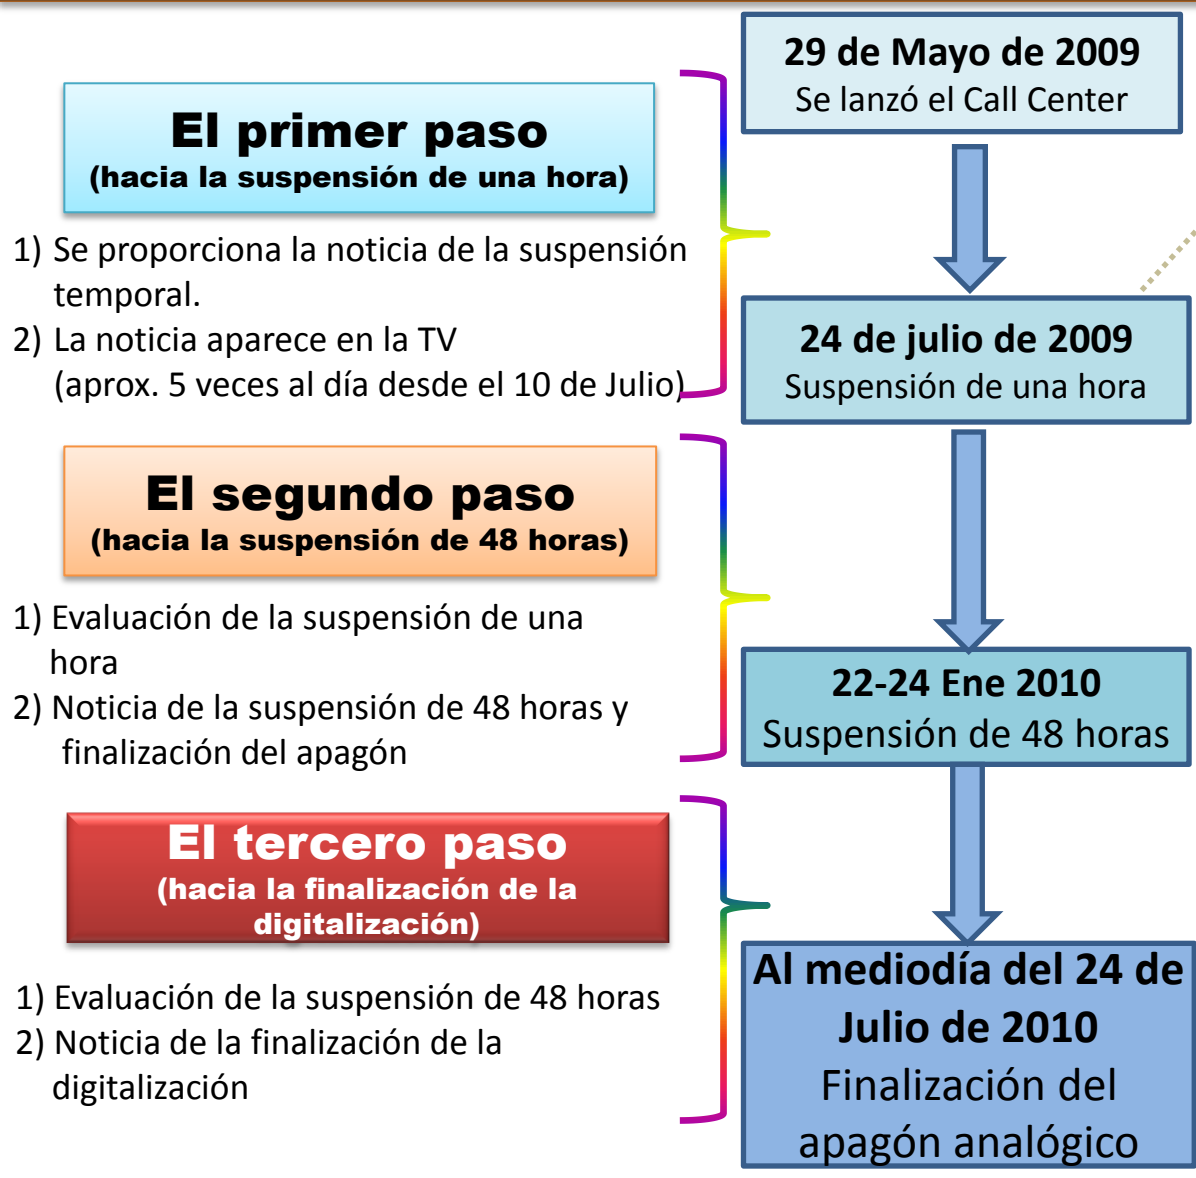 29 de Mayo de 2009
Se lanzó el Call Center
El primer paso
(hacia la suspensión de una hora)
1) Se proporciona la noticia de la suspensión
temporal.
2) La noticia aparece en la TV
(aprox. 5 veces al día desde el 10 de Julio)
24 de julio de 2009
Suspensión de una hora
El segundo paso
(hacia la suspensión de 48 horas)
1) Evaluación de la suspensión de una
hora
2) Noticia de la suspensión de 48 horas y
finalización del apagón
22-24 Ene 2010
Suspensión de 48 horas
El tercero paso
(hacia la finalización de la
digitalización)
1) Evaluación de la suspensión de 48 horas
2) Noticia de la finalización de la
digitalización
Al mediodía del 24 de
Julio de 2010
Finalización del
apagón analógico